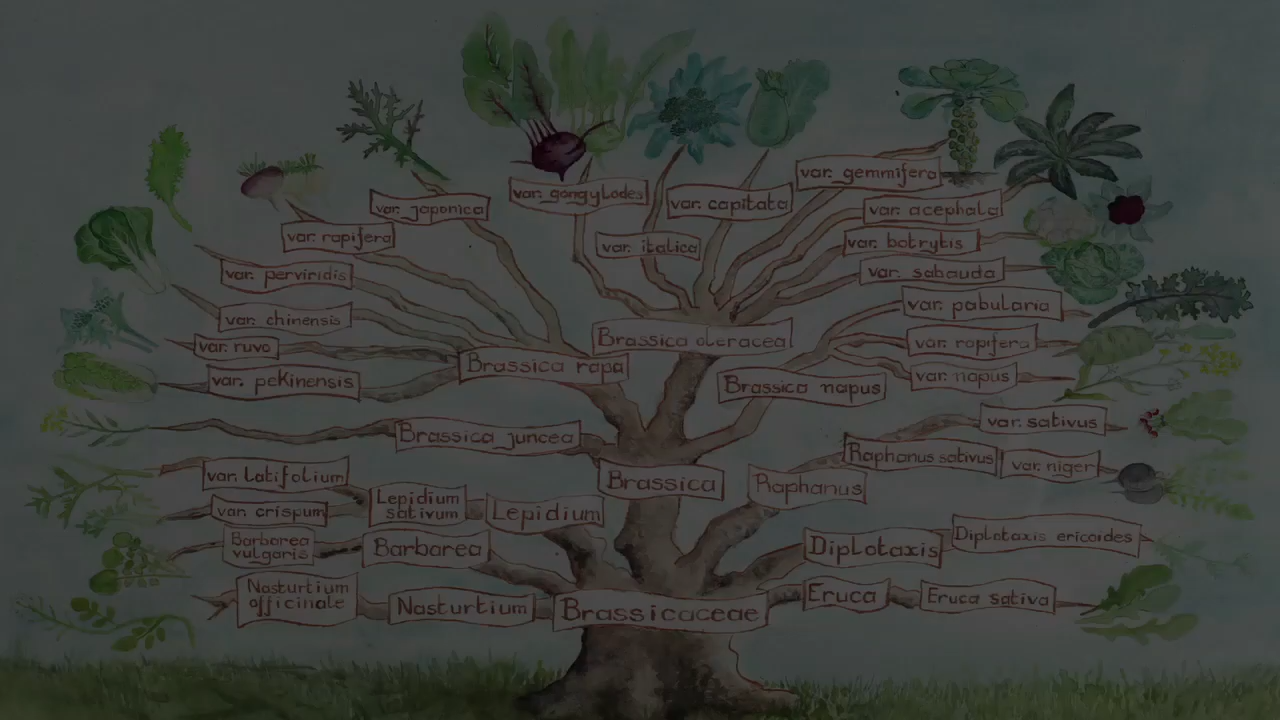 var. gemmifera
var. gongylodes
var. capitata
var. japonica
var. acephala
var. rapifera
var. italica
var. botrytis
var. perviridis
var. sabauda
var. pabularia
var. chinensis
Brassica oleracea
var. rapifera
var. ruvo
Brassica rapa
var. napus
var. pekinensis
Brassica napus
var. sativus
Brassica juncea
Raphanus sativus
var. niger
var. latifolium
Brassica
Raphanus
Lepidium
sativum
Lepidium
var. crispum
Barbarea
vulgaris
Barbarea
Diplotaxis
Diplotaxis ericoides
Nasturtium
officinale
Nasturtium
Brassicaceae
Eruca
Eruca sativa